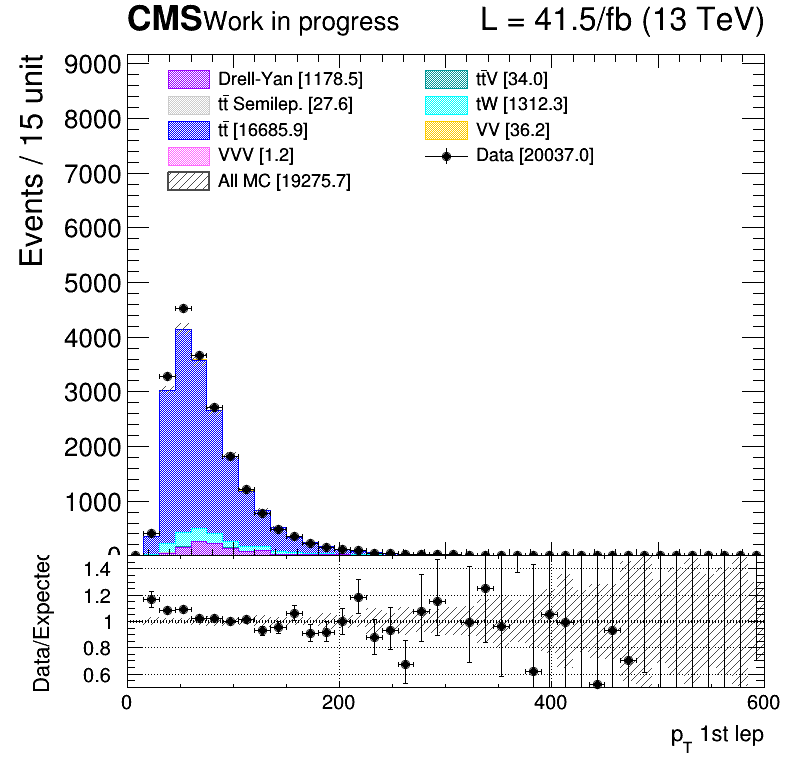 CMS Work in progress L = 41.5/fb (13 TeV)
Events / 15 unit
9000
8000
7000
6000
5000
4000
3000
2000
1000
0
Drell-Yan [1178.5]
tt̄ Semilep. [27.6]
tt̄ [16685.9]
VVV [1.2]
All MC [19275.7]
tt̄V [34.0]
tW [1312.3]
VV [36.2]
Data [20037.0]
Data/Expected
1.4
1.2
1
0.8
0.6
0 200 400 600
p_T 1st lep